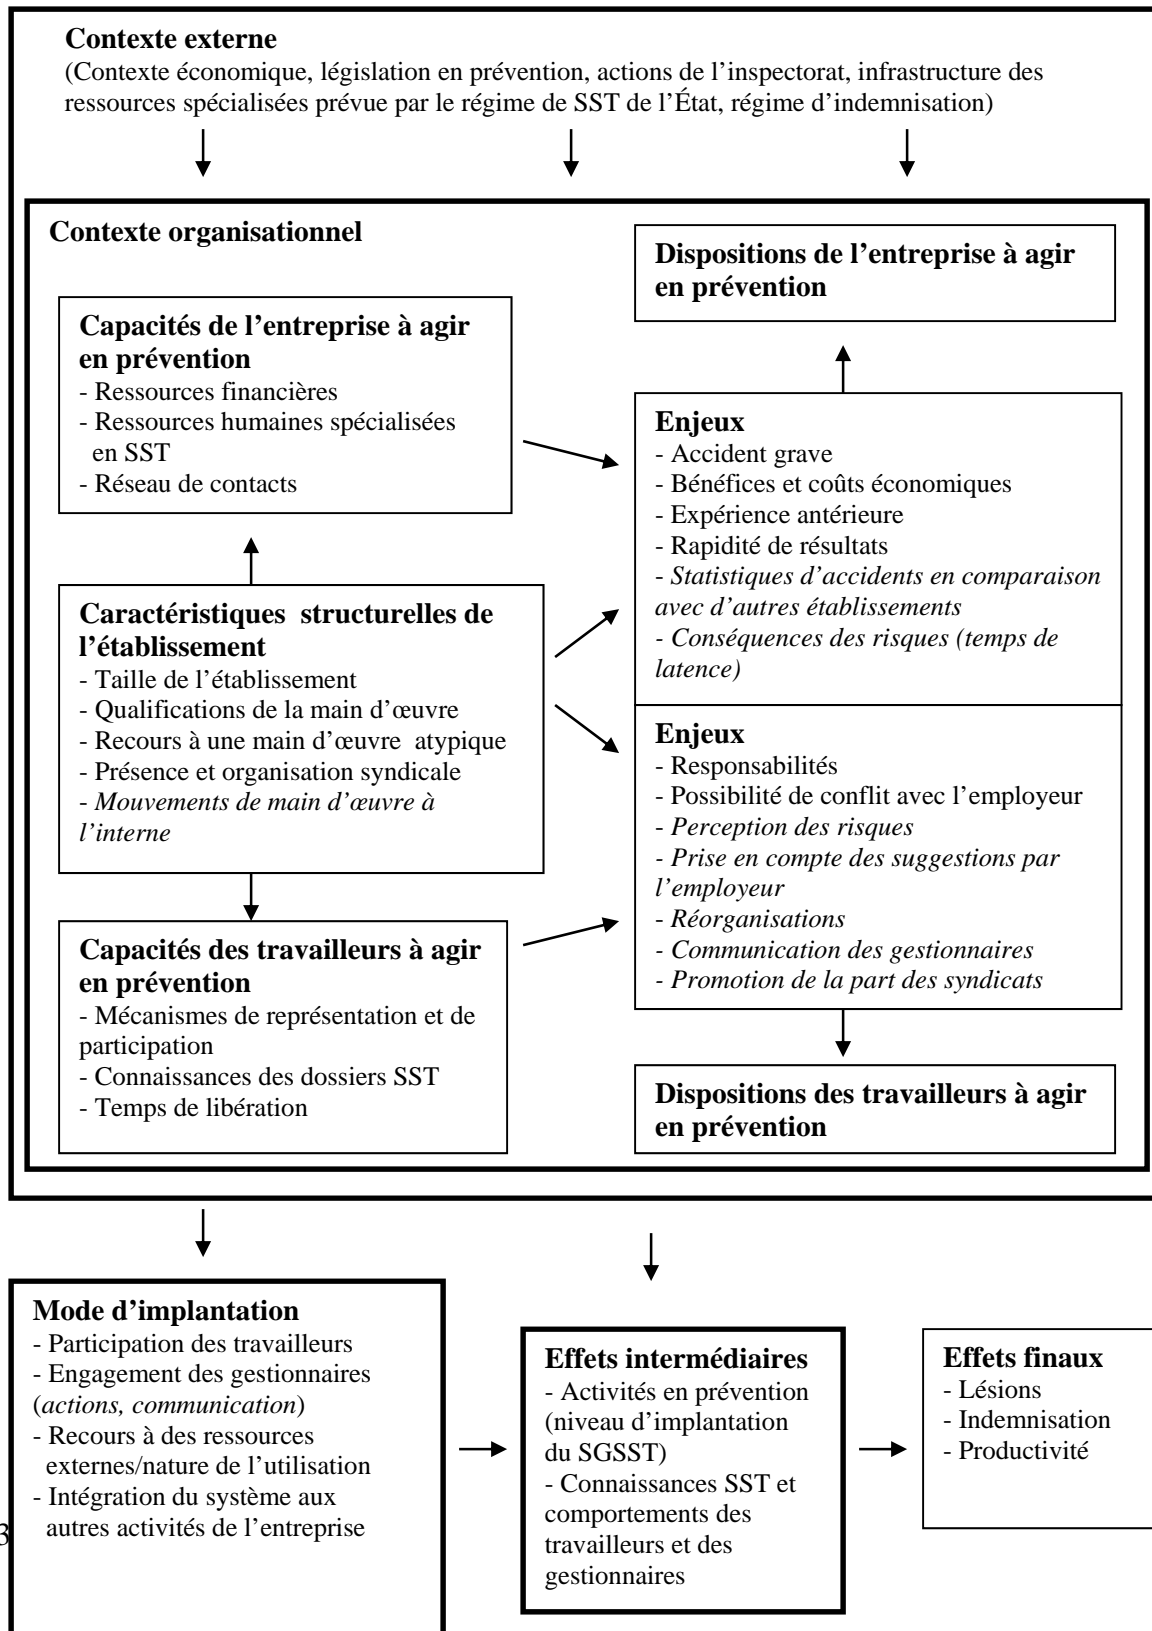 Contexte externe
(Contexte économique, législation en prévention, actions de l’inspectorat, infrastructure des
ressources spécialisées prévue par le régime de SST de l’État, régime d’indemnisation)
Contexte organisationnel
Dispositions de l’entreprise à agir
en prévention
Capacités de l’entreprise à agir
en prévention
- Ressources financières
- Ressources humaines spécialisées
en SST
- Réseau de contacts
Enjeux
- Accident grave
- Bénéfices et coûts économiques
- Expérience antérieure
- Rapidité de résultats
- Statistiques d’accidents en comparaison
avec d’autres établissements
- Conséquences des risques (temps de
latence)
Caractéristiques structurelles de
l’établissement
- Taille de l’établissement
- Qualifications de la main d’œuvre
- Recours à une main d’œuvre atypique
- Présence et organisation syndicale
- Mouvements de main d’œuvre à
l’interne
Enjeux
- Responsabilités
- Possibilité de conflit avec l’employeur
- Perception des risques
- Prise en compte des suggestions par
l’employeur
- Réorganisations
- Communication des gestionnaires
- Promotion de la part des syndicats
Capacités des travailleurs à agir
en prévention
- Mécanismes de représentation et de
participation
- Connaissances des dossiers SST
- Temps de libération
Dispositions des travailleurs à agir
en prévention
Mode d’implantation
- Participation des travailleurs
- Engagement des gestionnaires
(actions, communication)
- Recours à des ressources
externes/nature de l’utilisation
- Intégration du système aux
autres activités de l’entreprise
3
Effets intermédiaires
- Activités en prévention
(niveau d’implantation
du SGSST)
- Connaissances SST et
comportements des
travailleurs et des
gestionnaires
Effets finaux
- Lésions
- Indemnisation
- Productivité